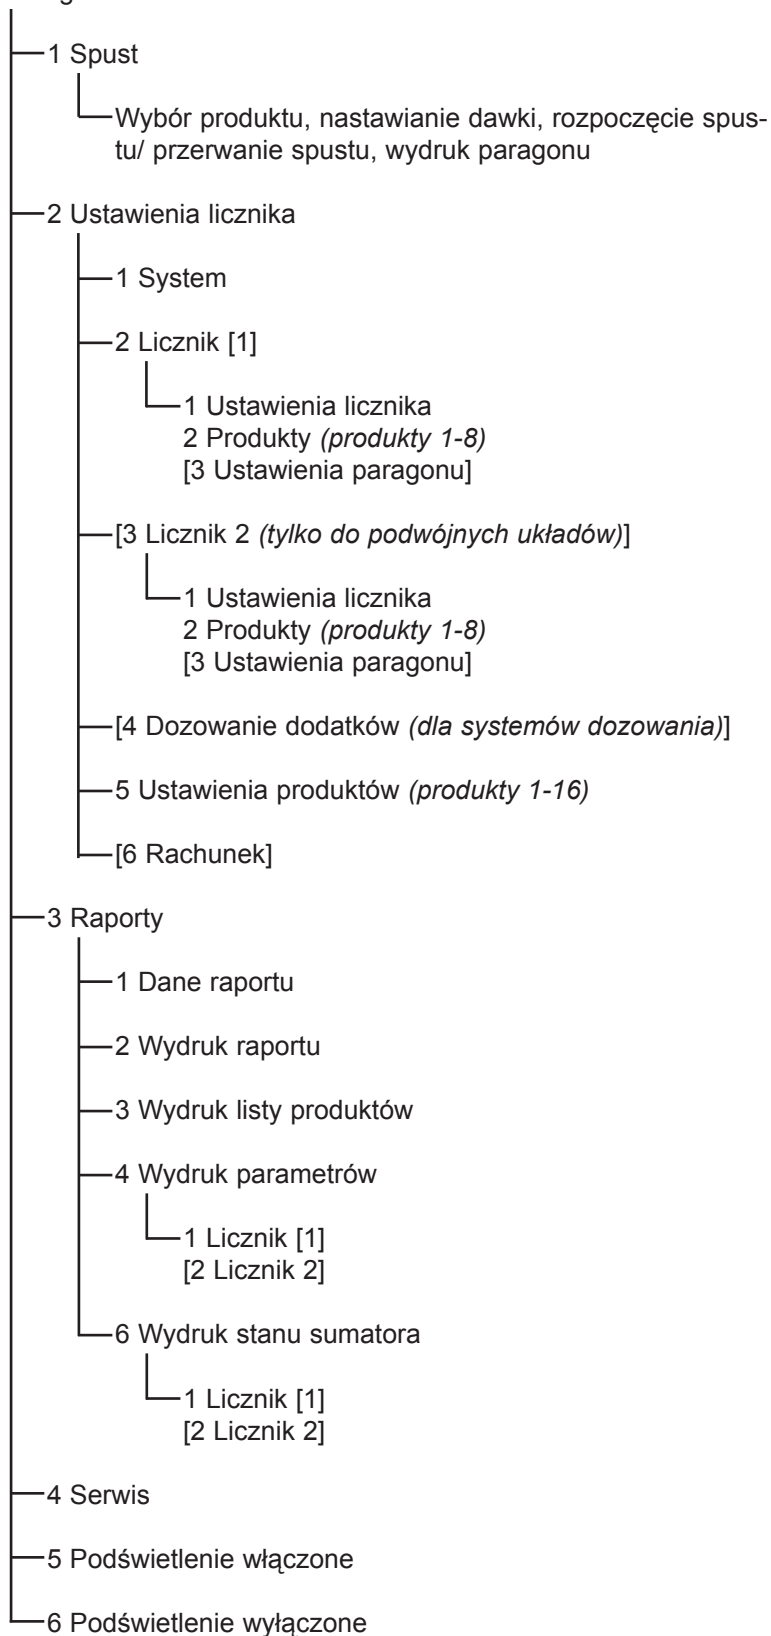 1 Spust
Wybór produktu, nastawianie dawki, rozpoczęcie spus-
tu/ przerwanie spustu, wydruk paragonu
2 Ustawienia licznika
1 System
2 Licznik [1]
1 Ustawienia licznika
2 Produkty (produkty 1-8)
[3 Ustawienia paragonu]
[3 Licznik 2 (tylko do podwójnych układów)]
1 Ustawienia licznika
2 Produkty (produkty 1-8)
[3 Ustawienia paragonu]
[4 Dozowanie dodatków (dla systemów dozowania)]
5 Ustawienia produktów (produkty 1-16)
[6 Rachunek]
3 Raporty
1 Dane raportu
2 Wydruk raportu
3 Wydruk listy produktów
4 Wydruk parametrów
1 Licznik [1]
[2 Licznik 2]
6 Wydruk stanu sumatora
1 Licznik [1]
[2 Licznik 2]
4 Serwis
5 Podświetlenie włączone
6 Podświetlenie wyłączone